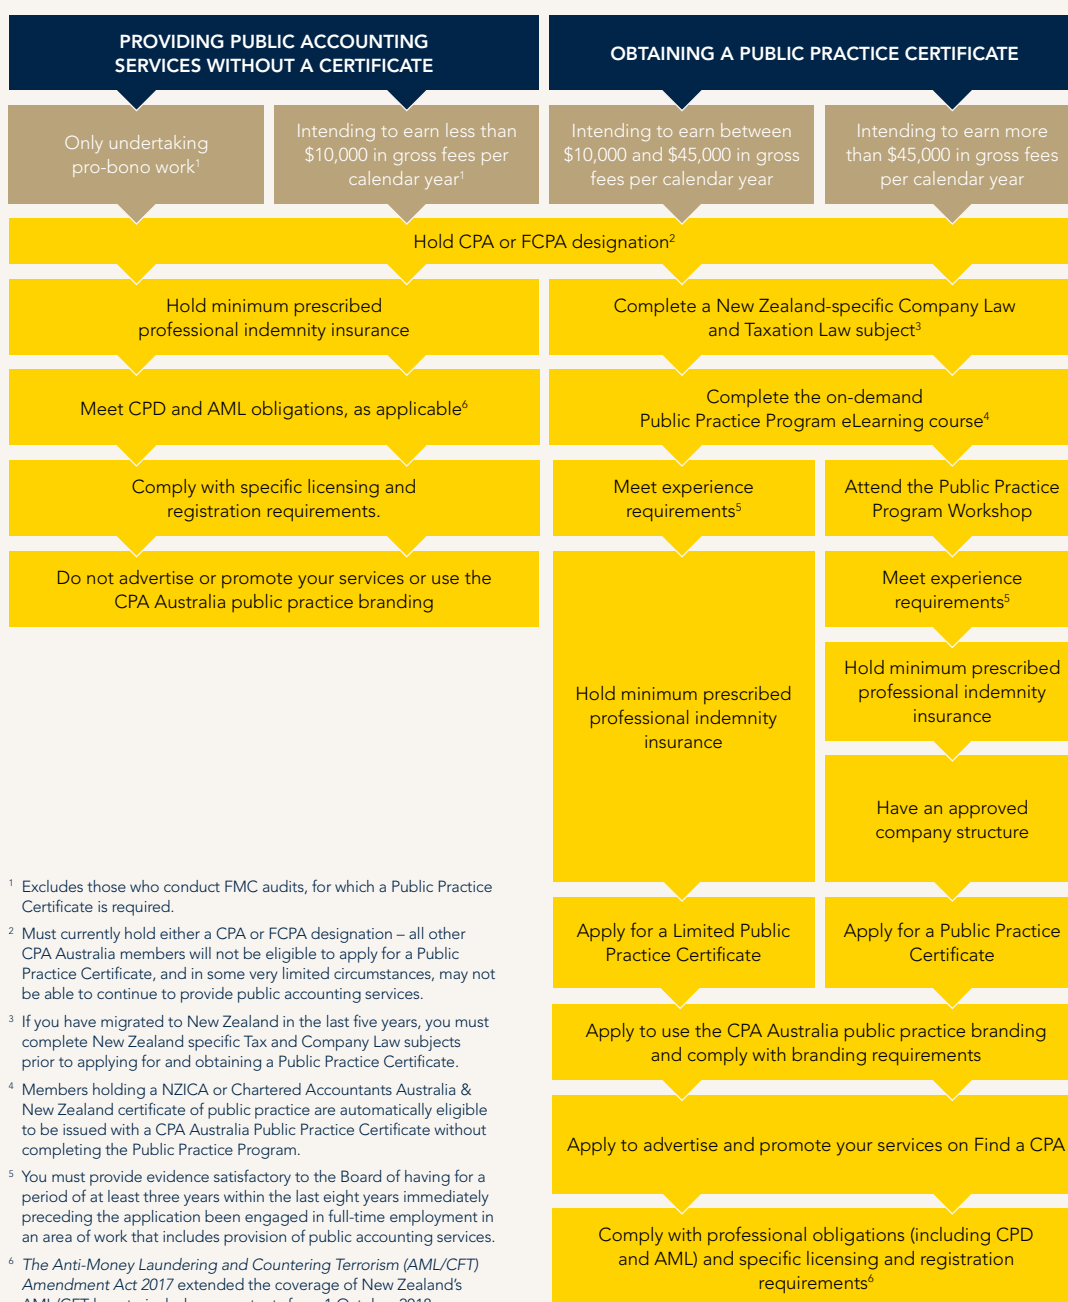 PROVIDING PUBLIC ACCOUNTING
SERVICES WITHOUT A CERTIFICATE
OBTAINING A PUBLIC PRACTICE CERTIFICATE
Only undertaking
pro-bono work¹
Intending to earn less than
$10,000 in gross fees per
calendar year¹
Intending to earn between
$10,000 and $45,000 in gross
fees per calendar year
Intending to earn more
than $45,000 in gross fees
per calendar year
Hold CPA or FCPA designation²
Hold minimum prescribed
professional indemnity insurance
Meet CPD and AML obligations, as applicable⁶
Comply with specific licensing and
registration requirements.
Do not advertise or promote your services or use the
CPA Australia public practice branding
Complete a New Zealand-specific Company Law
and Taxation Law subject³
Complete the on-demand
Public Practice Program eLearning course⁴
Meet experience
requirements⁵
Hold minimum prescribed
professional indemnity
insurance
Apply for a Limited Public
Practice Certificate
Attend the Public Practice
Program Workshop
Meet experience
requirements⁵
Hold minimum prescribed
professional indemnity
insurance
Have an approved
company structure
Apply for a Public Practice
Certificate
Apply to use the CPA Australia public practice branding
and comply with branding requirements
Apply to advertise and promote your services on Find a CPA
Comply with professional obligations (including CPD
and AML) and specific licensing and registration
requirements⁶
¹ Excludes those who conduct FMC audits, for which a Public Practice
Certificate is required.
² Must currently hold either a CPA or FCPA designation – all other
CPA Australia members will not be eligible to apply for a Public
Practice Certificate, and in some very limited circumstances, may not
be able to continue to provide public accounting services.
³ If you have migrated to New Zealand in the last five years, you must
complete New Zealand specific Tax and Company Law subjects
prior to applying for and obtaining a Public Practice Certificate.
⁴ Members holding a NZICA or Chartered Accountants Australia &
New Zealand certificate of public practice are automatically eligible
to be issued with a CPA Australia Public Practice Certificate without
completing the Public Practice Program.
⁵ You must provide evidence satisfactory to the Board of having for a
period of at least three years within the last eight years immediately
preceding the application been engaged in full-time employment in
an area of work that includes provision of public accounting services.
⁶ The Anti-Money Laundering and Countering Terrorism (AML/CFT)
Amendment Act 2017 extended the coverage of New Zealand's